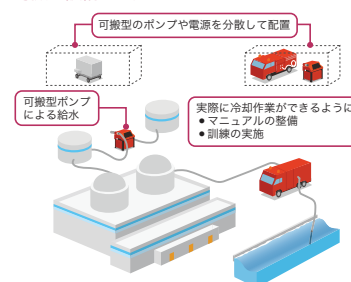 可搬型のポンプや電源を分散して配置
可搬型ポンプ
による給水
実際に冷却作業ができるように
● マニュアルの整備
● 訓練の実施